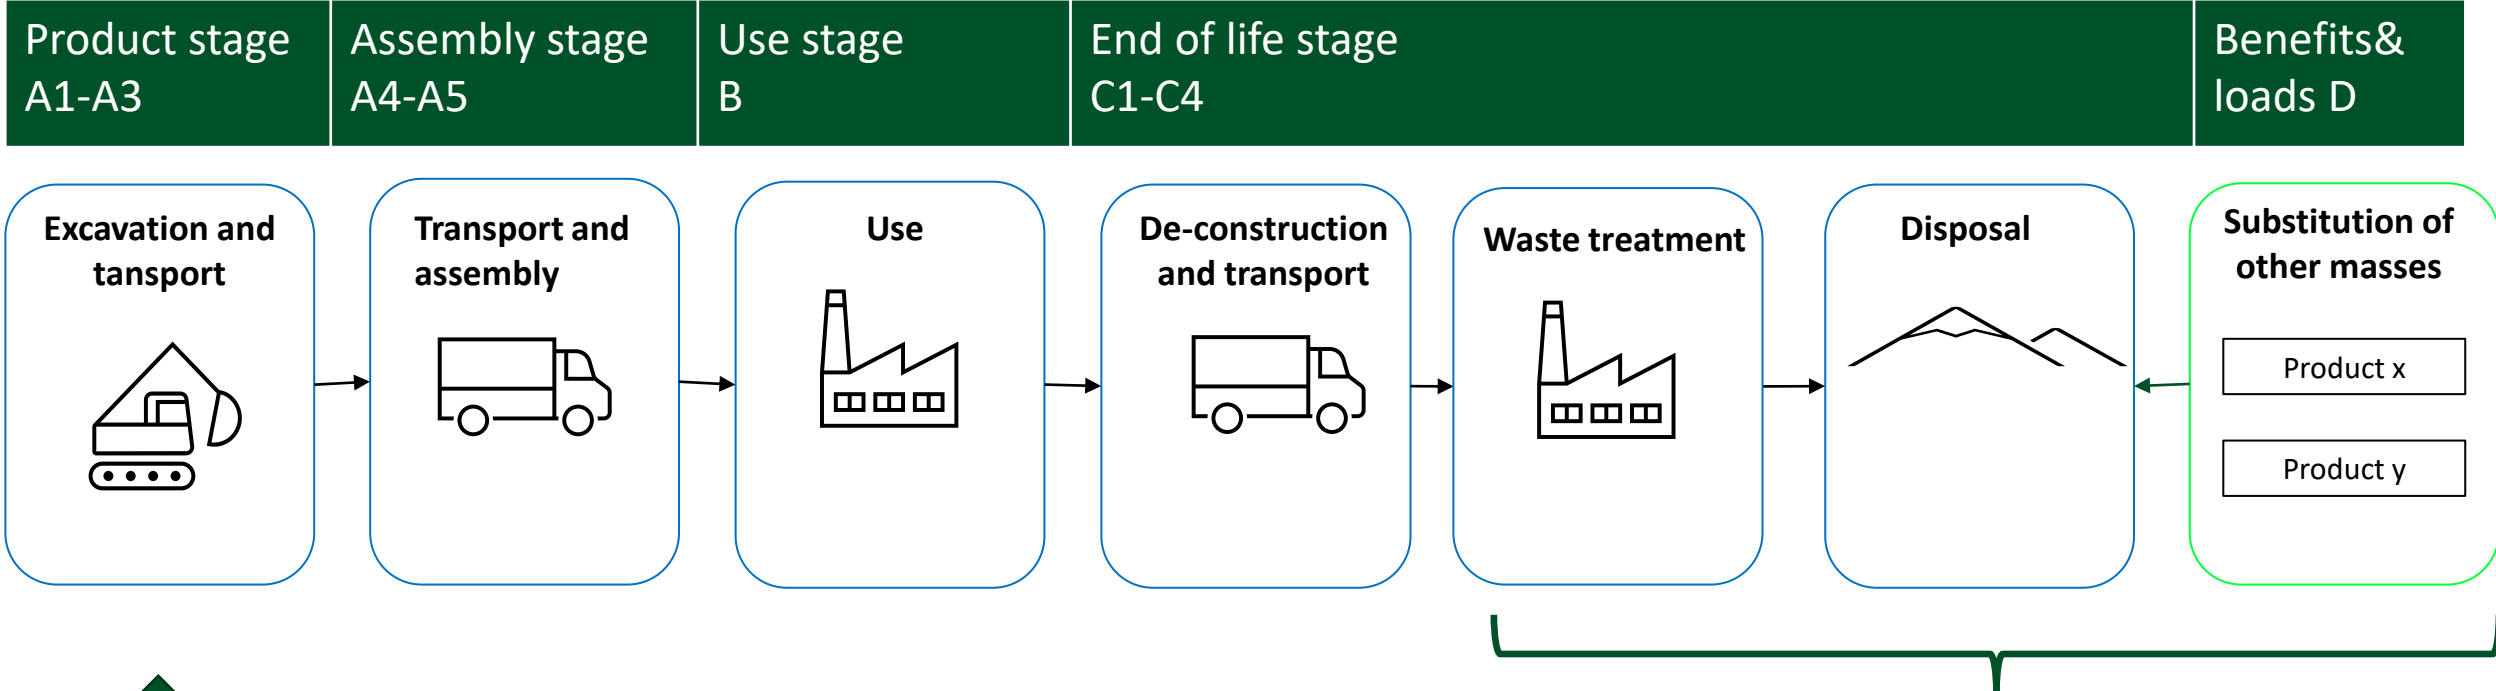 Product stage
A1-A3
Assembly stage
A4-A5
Use stage
B
End of life stage
C1-C4
Benefits&
loads D
Excavation and
tansport
Transport and
assembly
Use
De-construction
and transport
Waste treatment
Disposal
Substitution of
other masses
Product x
Product y